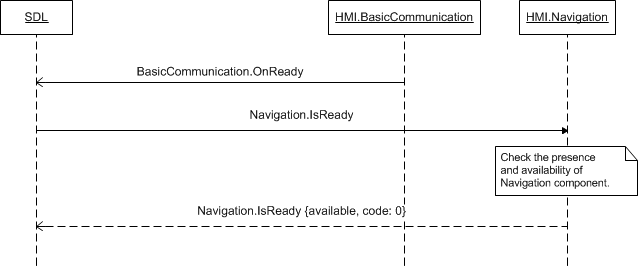 SDL
HMI.BasicCommunication
HMI.Navigation
BasicCommunication.OnReady
Navigation.IsReady
Check the presence
and availability of
Navigation component.
Navigation.IsReady {available, code: 0}